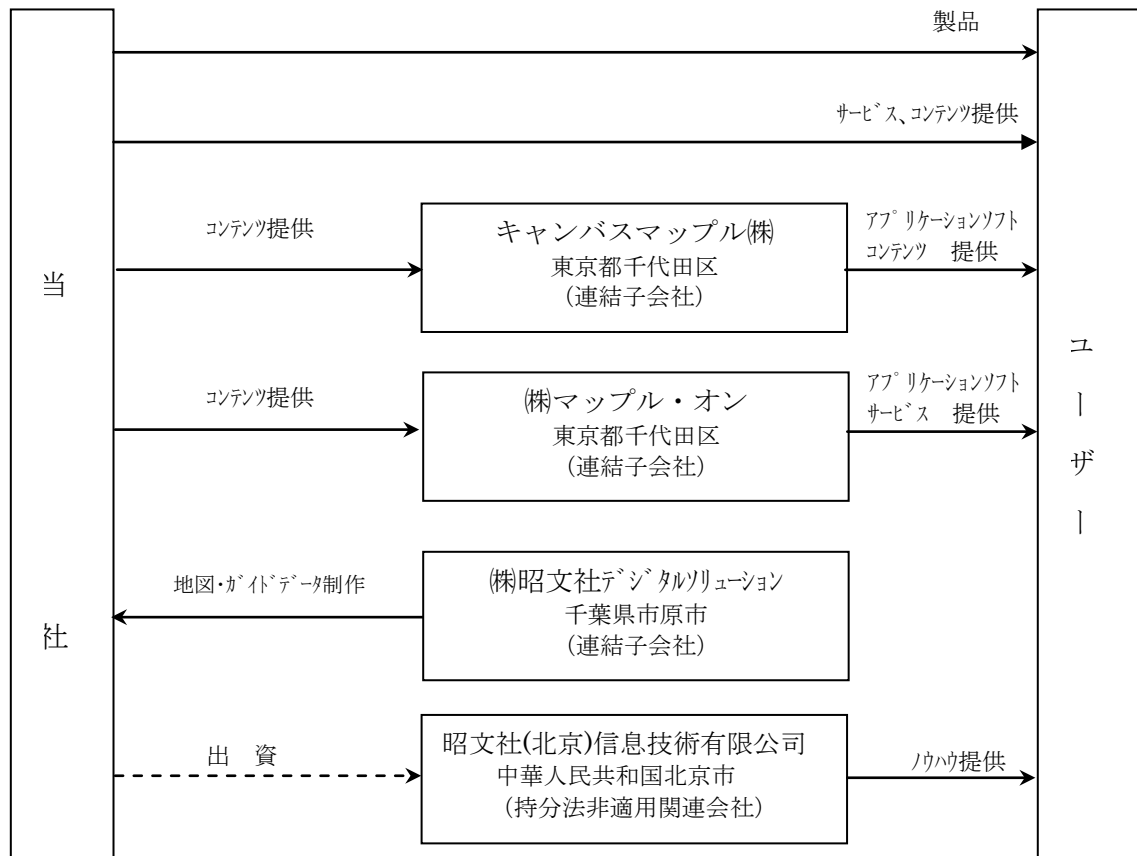 製品
ｻｰﾋﾞｽ、ｺﾝﾃﾝﾂ提供
ｺﾝﾃﾝﾂ提供
キャンバスマップル㈱
東京都千代田区
(連結子会社)
ｱﾌﾟﾘｹｰｼｮﾝｿﾌﾄ
ｺﾝﾃﾝﾂ　提供
当
社
ユーザー
ｺﾝﾃﾝﾂ提供
㈱マップル・オン
東京都千代田区
(連結子会社)
ｱﾌﾟﾘｹｰｼｮﾝｿﾌﾄ
ｻｰﾋﾞｽ　提供
地図･ｶﾞｲﾄﾞﾃﾞｰﾀ制作
㈱昭文社ﾃﾞｼﾞﾀﾙｿﾘｭｰｼｮﾝ
千葉県市原市
(連結子会社)
出　資
昭文社(北京)信息技術有限公司
中華人民共和国北京市
(持分法非適用関連会社)
ﾉｳﾊｳ提供